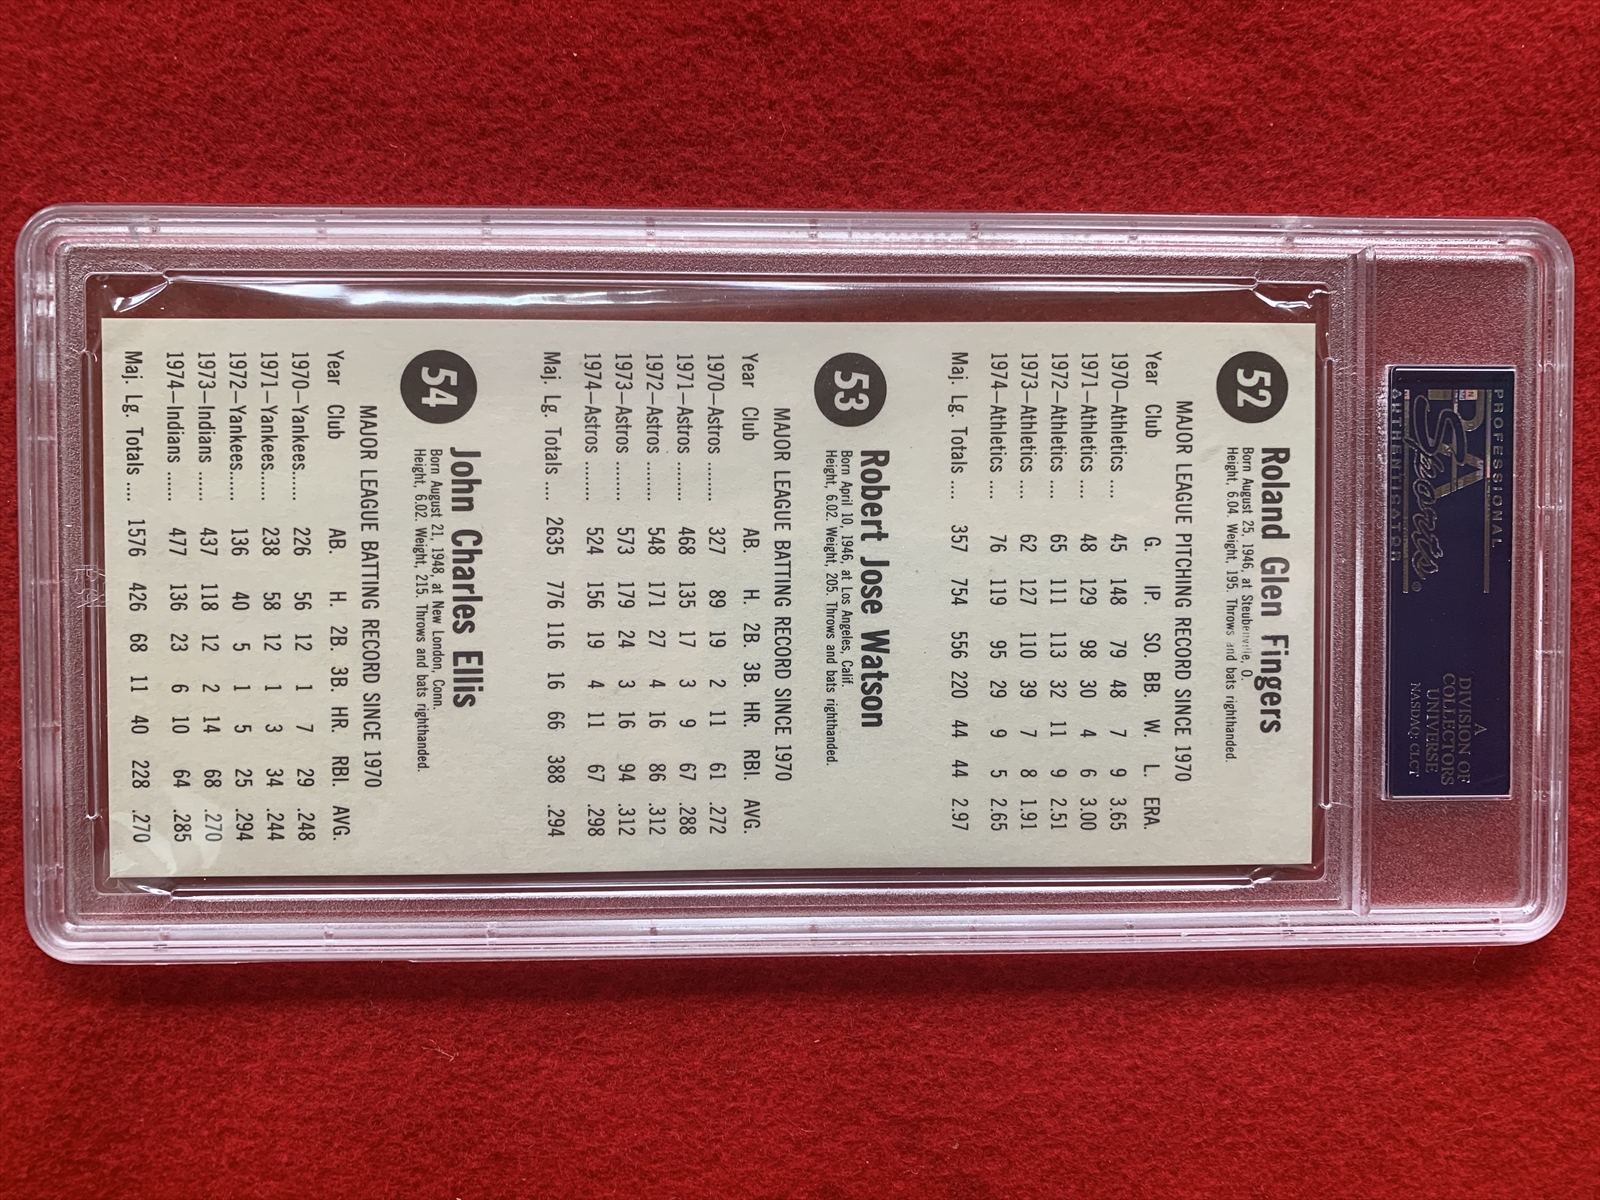 PROFESSIONAL
PSA
Sports®
AUTHENTICATOR
A
DIVISION OF
COLLECTORS
UNIVERSE
NASDAQ: CLCT
52 Roland Glen Fingers
Born August 25, 1946, at Steubenville, O.
Height, 6.04. Weight, 195. Throws and bats righthanded.
MAJOR LEAGUE PITCHING RECORD SINCE 1970
Year Club G. IP. SO. BB. W. L. ERA.
1970—Athletics .... 45 148 79 48 7 9 3.65
1971—Athletics .... 48 129 98 30 4 6 3.00
1972—Athletics .... 65 111 113 32 11 9 2.51
1973—Athletics .... 62 127 110 39 7 8 1.91
1974—Athletics .... 76 119 95 29 9 5 2.65
Maj. Lg. Totals .... 357 754 556 220 44 44 2.97
53 Robert Jose Watson
Born April 10, 1946, at Los Angeles, Calif.
Height, 6.02. Weight, 205. Throws and bats righthanded.
MAJOR LEAGUE BATTING RECORD SINCE 1970
Year Club AB. H. 2B. 3B. HR. RBI. AVG.
1970—Astros ........ 327 89 19 2 11 61 .272
1971—Astros ........ 468 135 17 3 9 67 .288
1972—Astros ........ 548 171 27 4 16 86 .312
1973—Astros ........ 573 179 24 3 16 94 .312
1974—Astros ........ 524 156 19 4 11 67 .298
Maj. Lg. Totals .... 2635 776 116 16 66 388 .294
54 John Charles Ellis
Born August 21, 1948, at New London, Conn.
Height, 6.02. Weight, 215. Throws and bats righthanded.
MAJOR LEAGUE BATTING RECORD SINCE 1970
Year Club AB. H. 2B. 3B. HR. RBI. AVG.
1970—Yankees...... 226 56 12 1 7 29 .248
1971—Yankees...... 238 58 12 1 3 34 .244
1972—Yankees...... 136 40 5 1 5 25 .294
1973—Indians ...... 437 118 12 2 14 68 .270
1974—Indians ...... 477 136 23 6 10 64 .285
Maj. Lg. Totals .... 1576 426 68 11 40 228 .270